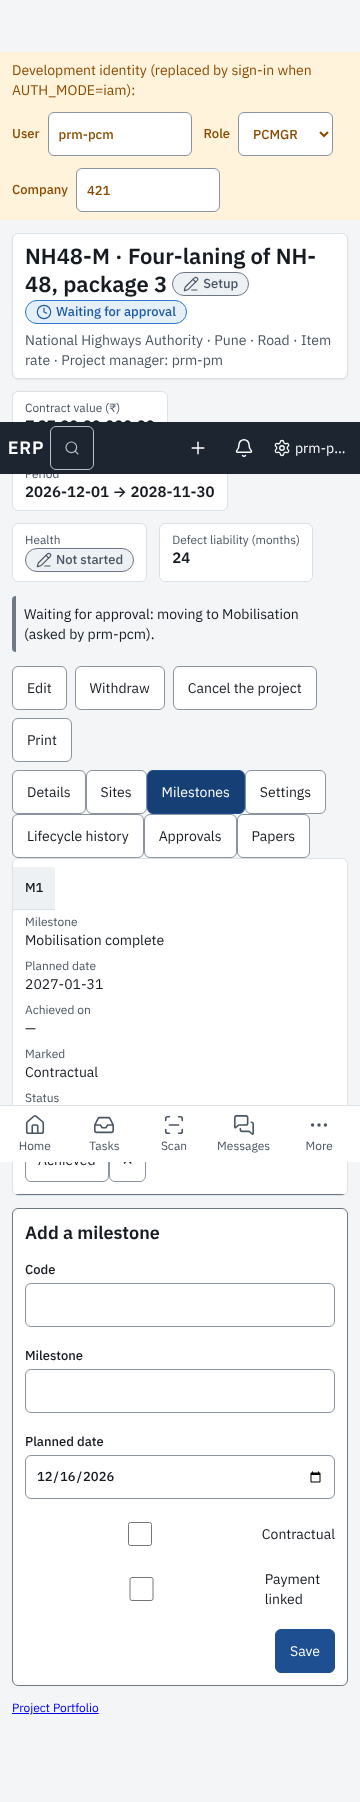 Development identity (replaced by sign-in when
AUTH_MODE=iam):
User prm-pcm Role PCMGR
Company 421
NH48-M · Four-laning of NH-
48, package 3 Setup
Waiting for approval
National Highways Authority · Pune · Road · Item
rate · Project manager: prm-pm
Contract value (₹)
ERP prm-p...
Period
2026-12-01 → 2028-11-30
Health
Not started
Defect liability (months)
24
Waiting for approval: moving to Mobilisation
(asked by prm-pcm).
Edit Withdraw Cancel the project
Print
Details Sites Milestones Settings
Lifecycle history Approvals Papers
M1
Milestone
Mobilisation complete
Planned date
2027-01-31
Achieved on
—
Marked
Contractual
Status
Home Tasks Scan Messages More
Achieved
Add a milestone
Code
Milestone
Planned date
12/16/2026
Contractual
Payment
linked
Save
Project Portfolio